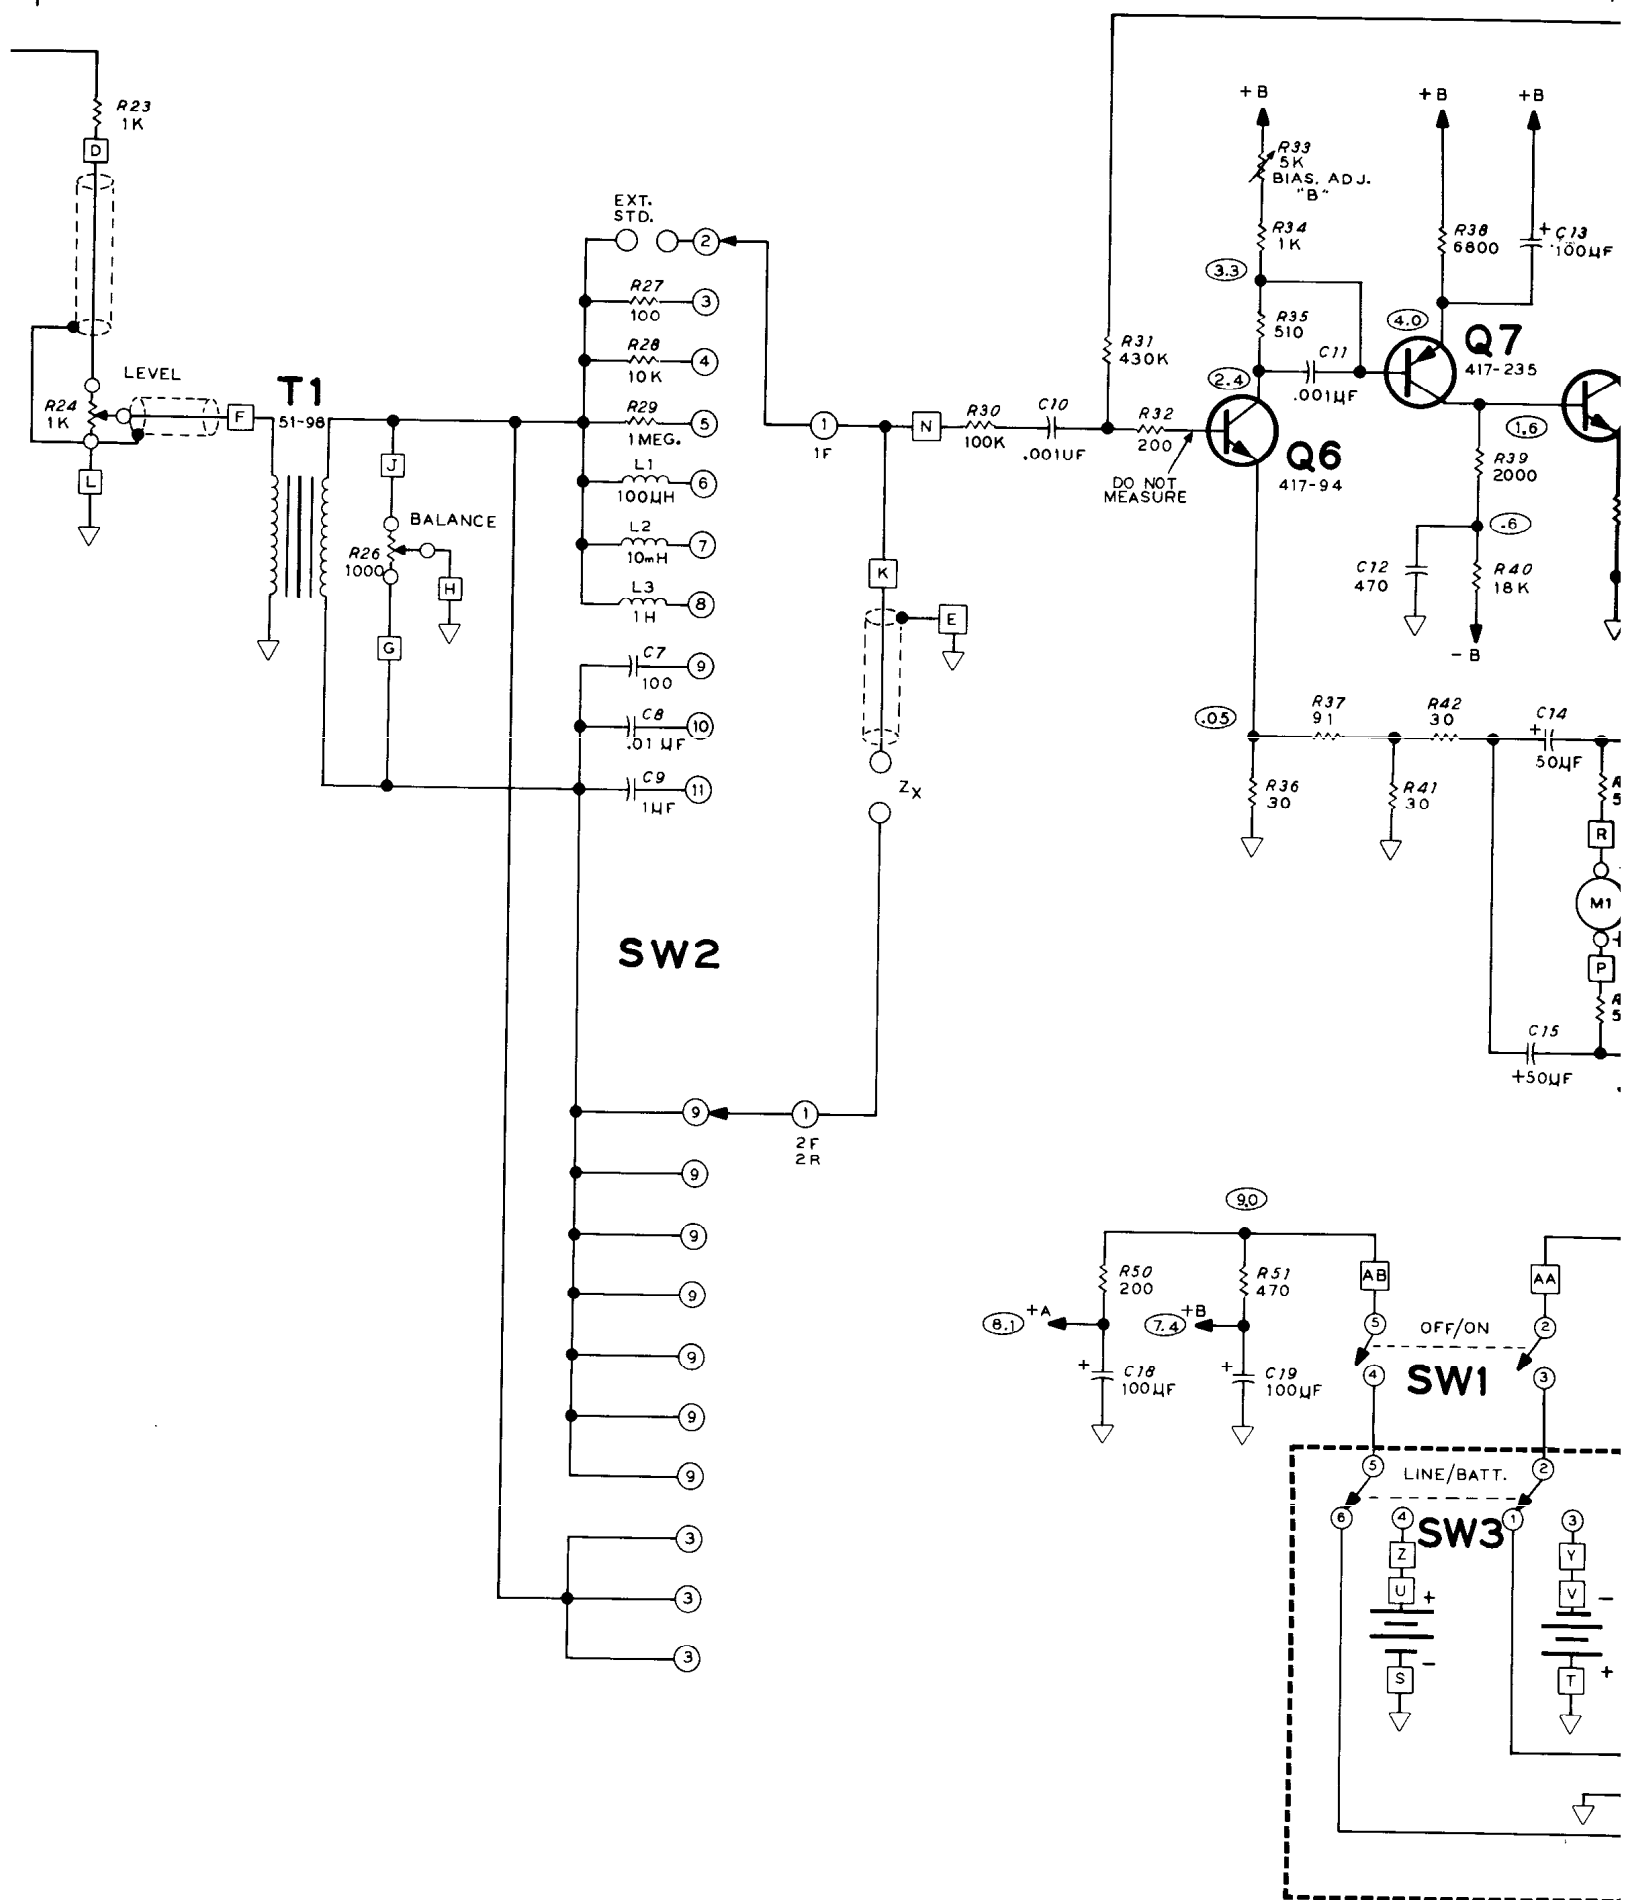 R23
1K
D
LEVEL
R24
1K
F
L
T1
51-98
J
BALANCE
R26
1000
H
G
EXT.
STD.
2
R27
100
3
R28
10K
4
R29
1 MEG.
5
L1
100µH
6
L2
10mH
7
L3
1H
8
C7
100
9
C8
.01 µF
10
C9
1µF
11
1
1F
N
R30
100K
C10
.001UF
R31
430K
R32
200
DO NOT
MEASURE
K
E
Zx
+B
R33
5K
BIAS. ADJ.
"B"
R34
1K
3.3
R35
510
2.4
C11
.001µF
Q6
417-94
+B
+B
R38
6800
+ C13
100µF
4.0
Q7
417-235
1.6
R39
2000
.6
C12
470
R40
18K
-B
.05
R37
91
R42
30
C14
+
50µF
R36
30
R41
30
R
M1
P
C15
+50µF
SW2
9
1
2F
2R
9
9
9
9
9
9
3
3
3
9.0
R50
200
R51
470
AB
AA
8.1
+A
7.4
+B
5
OFF/ON
2
+
C18
100µF
+
C19
100µF
4
SW1
3
5
LINE/BATT.
2
6
4
SW3
1
3
Z
Y
U
+
V
-
-
S
T
+